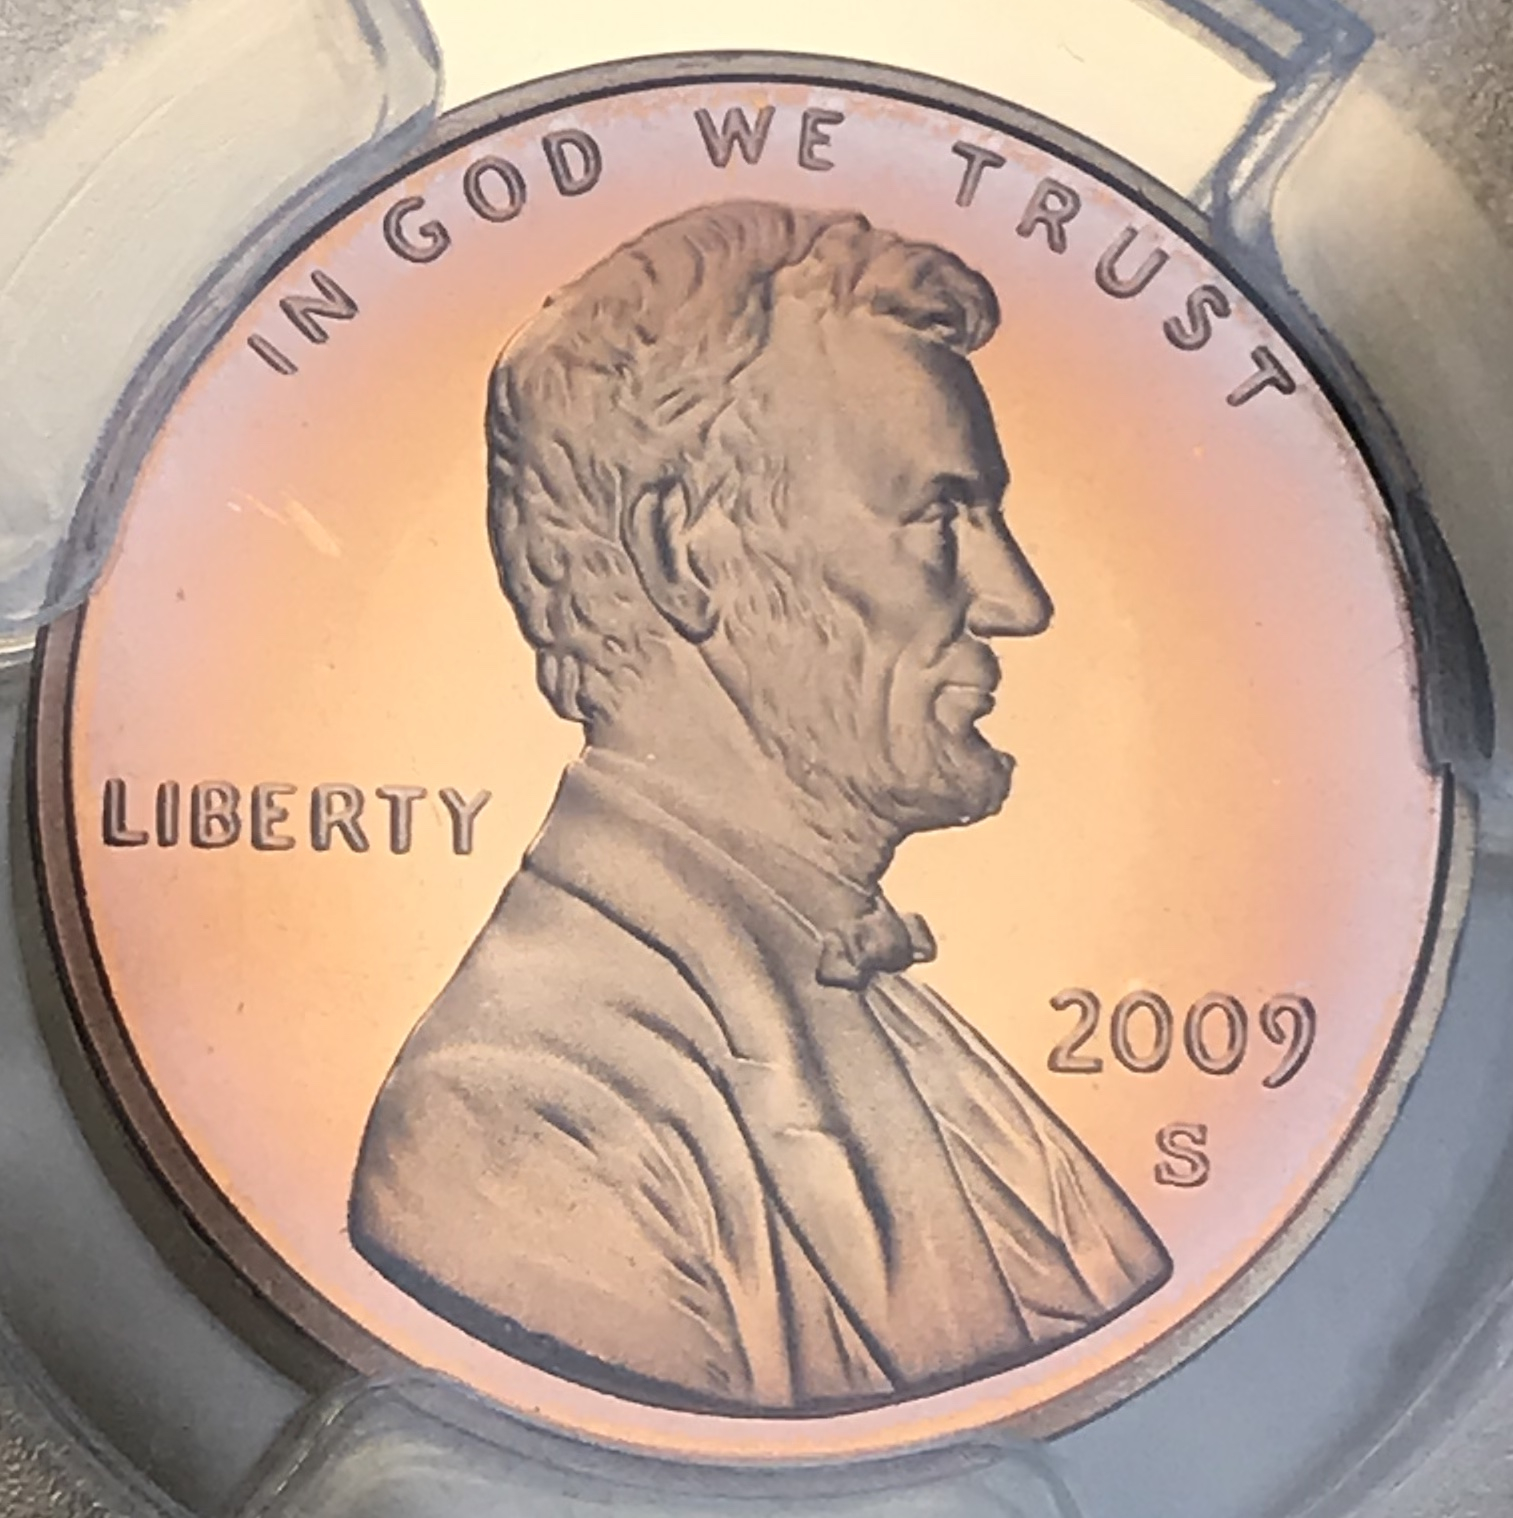 IN GOD WE TRUST
LIBERTY
2009
S